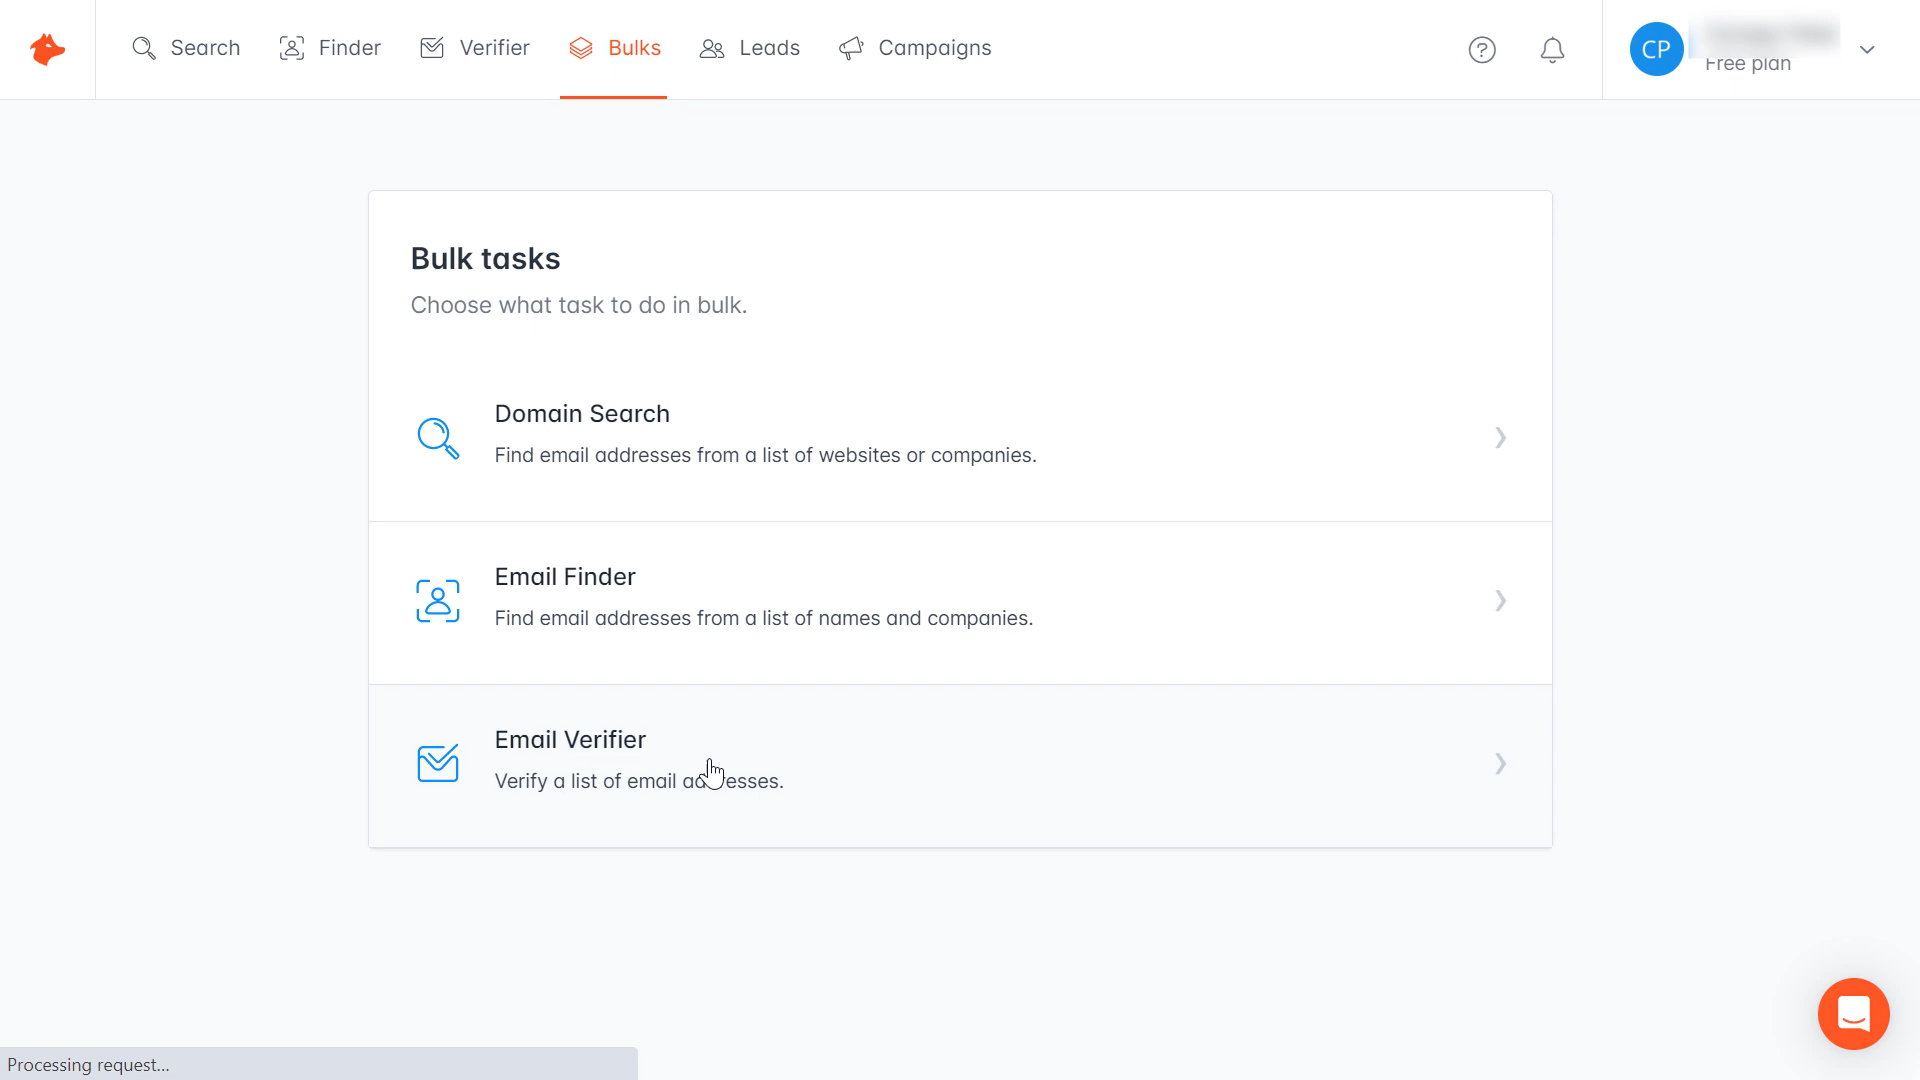 Search
Finder
Verifier
Bulks
Leads
Campaigns
CP
Free plan
Bulk tasks
Choose what task to do in bulk.
Domain Search
Find email addresses from a list of websites or companies.
Email Finder
Find email addresses from a list of names and companies.
Email Verifier
Verify a list of email addresses.
Processing request...